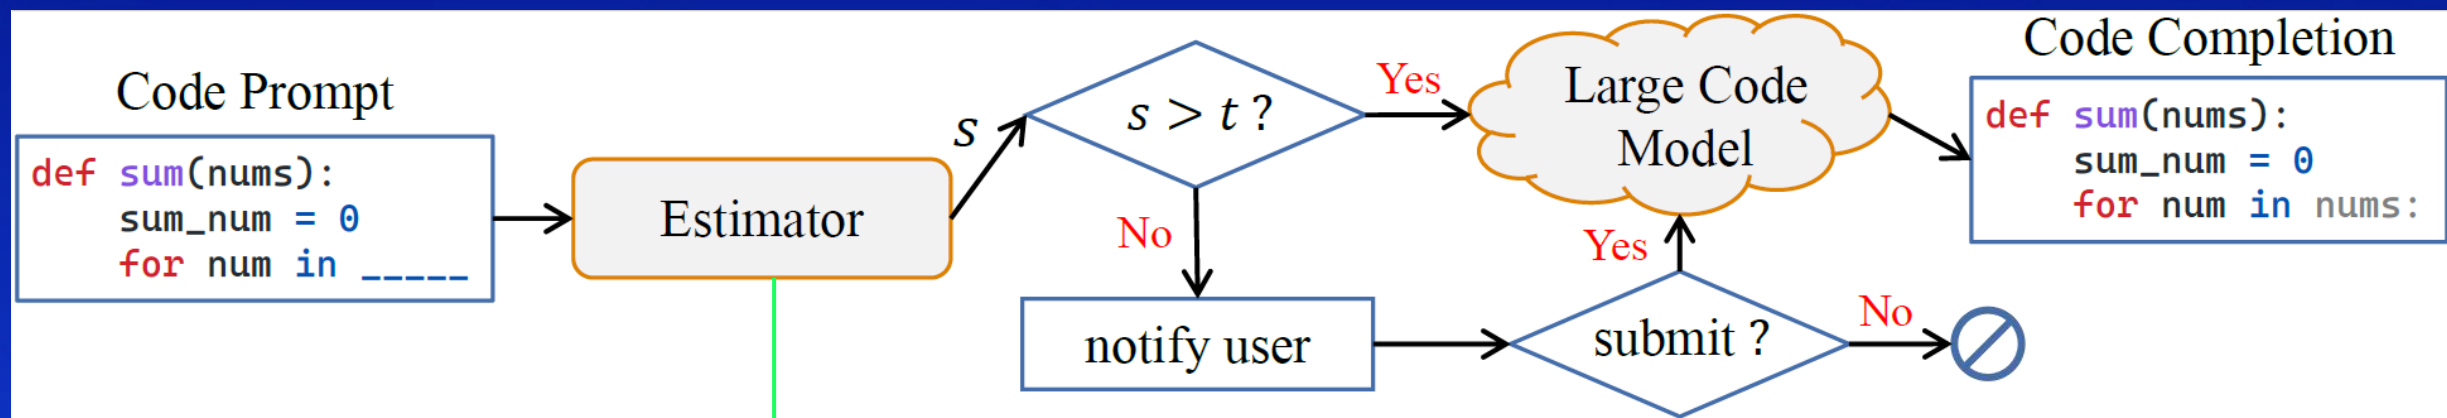 Code Prompt
def sum(nums):
    sum_num = 0
    for num in _____
Estimator
s
s > t ?
Yes
No
notify user
submit ?
Yes
No
Large Code
Model
Code Completion
def sum(nums):
    sum_num = 0
    for num in nums: